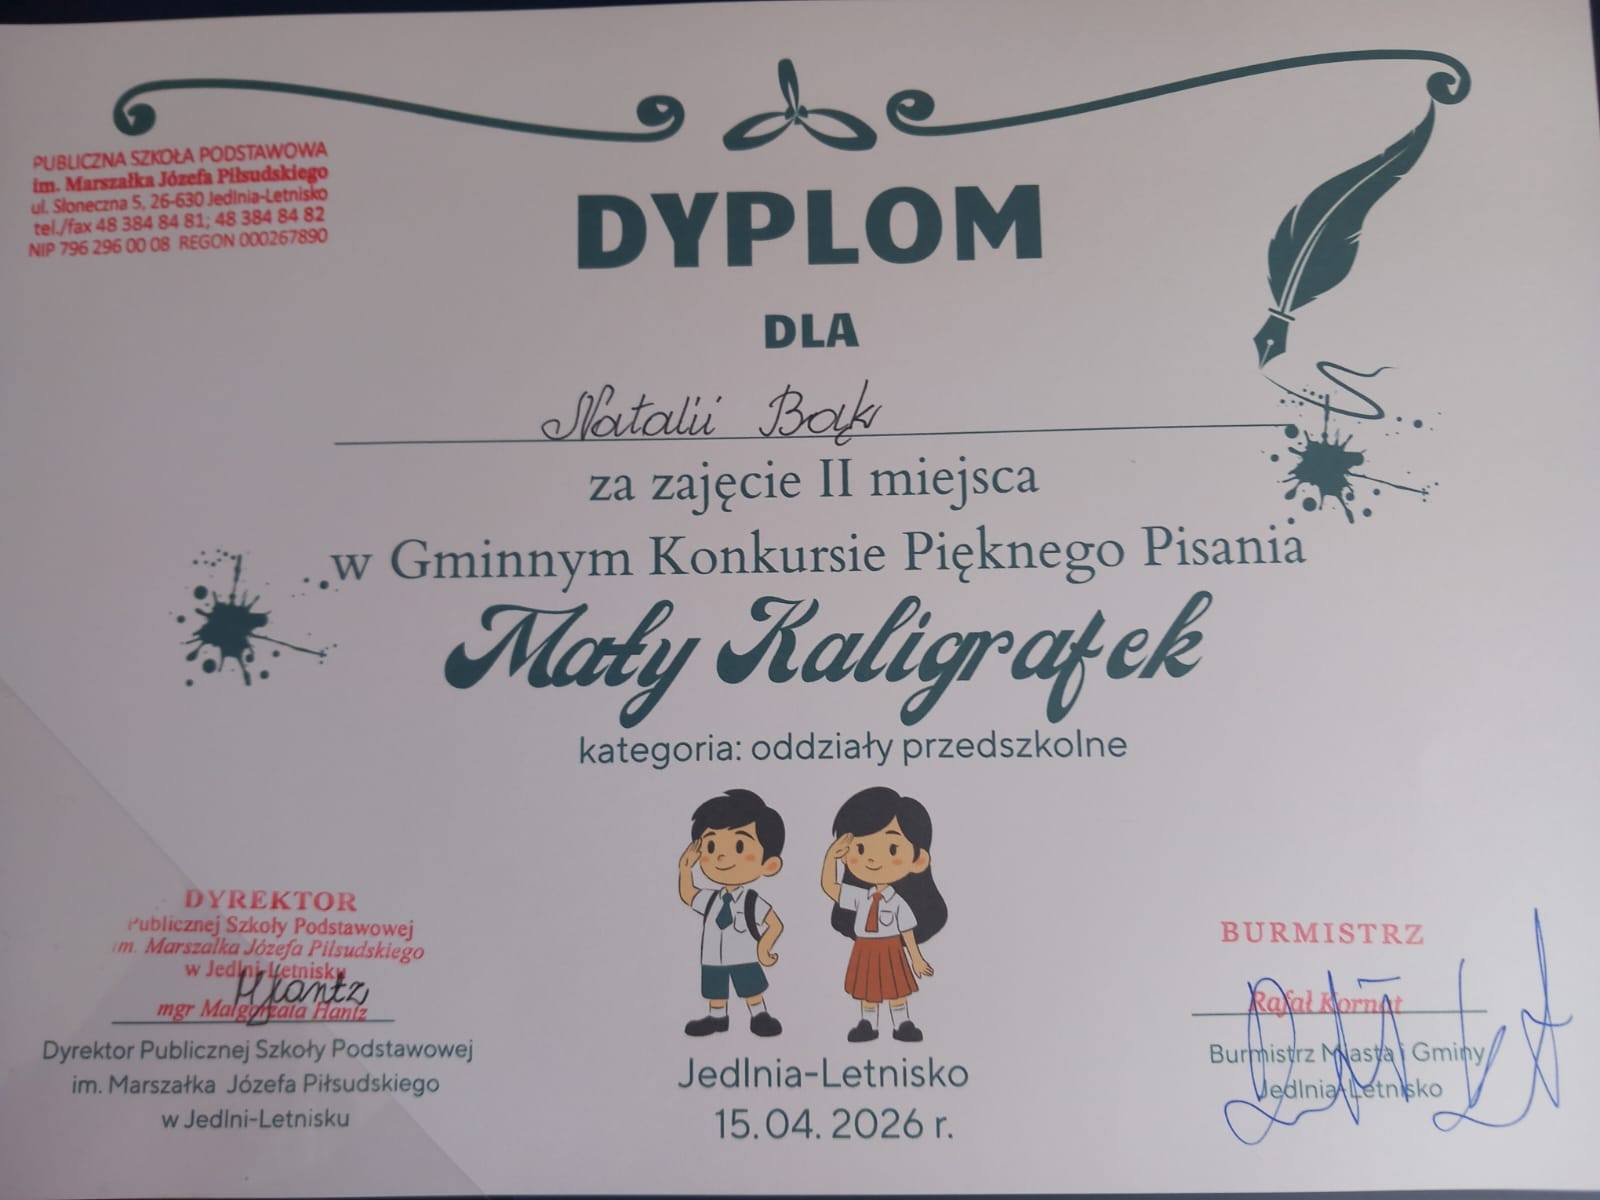 PUBLICZNA SZKOŁA PODSTAWOWA
im. Marszałka Józefa Piłsudskiego
ul. Słoneczna 5, 26-630 Jedlnia-Letnisko
tel./fax 48 384 84 81; 48 384 84 82
NIP 796 296 00 08 REGON 000267890
DYPLOM
DLA
Natalii Bąk
za zajęcie II miejsca
w Gminnym Konkursie Pięknego Pisania
Mały Kaligrafek
kategoria: oddziały przedszkolne
DYREKTOR
Publicznej Szkoły Podstawowej
im. Marszałka Józefa Piłsudskiego
w Jedlni-Letnisku
mgr Małgorzata Hantz
MHantz
Dyrektor Publicznej Szkoły Podstawowej
im. Marszałka Józefa Piłsudskiego
w Jedlni-Letnisku
Jedlnia-Letnisko
15.04.2026 r.
BURMISTRZ
Rafał Kornat
Burmistrz Miasta i Gminy
Jedlnia-Letnisko